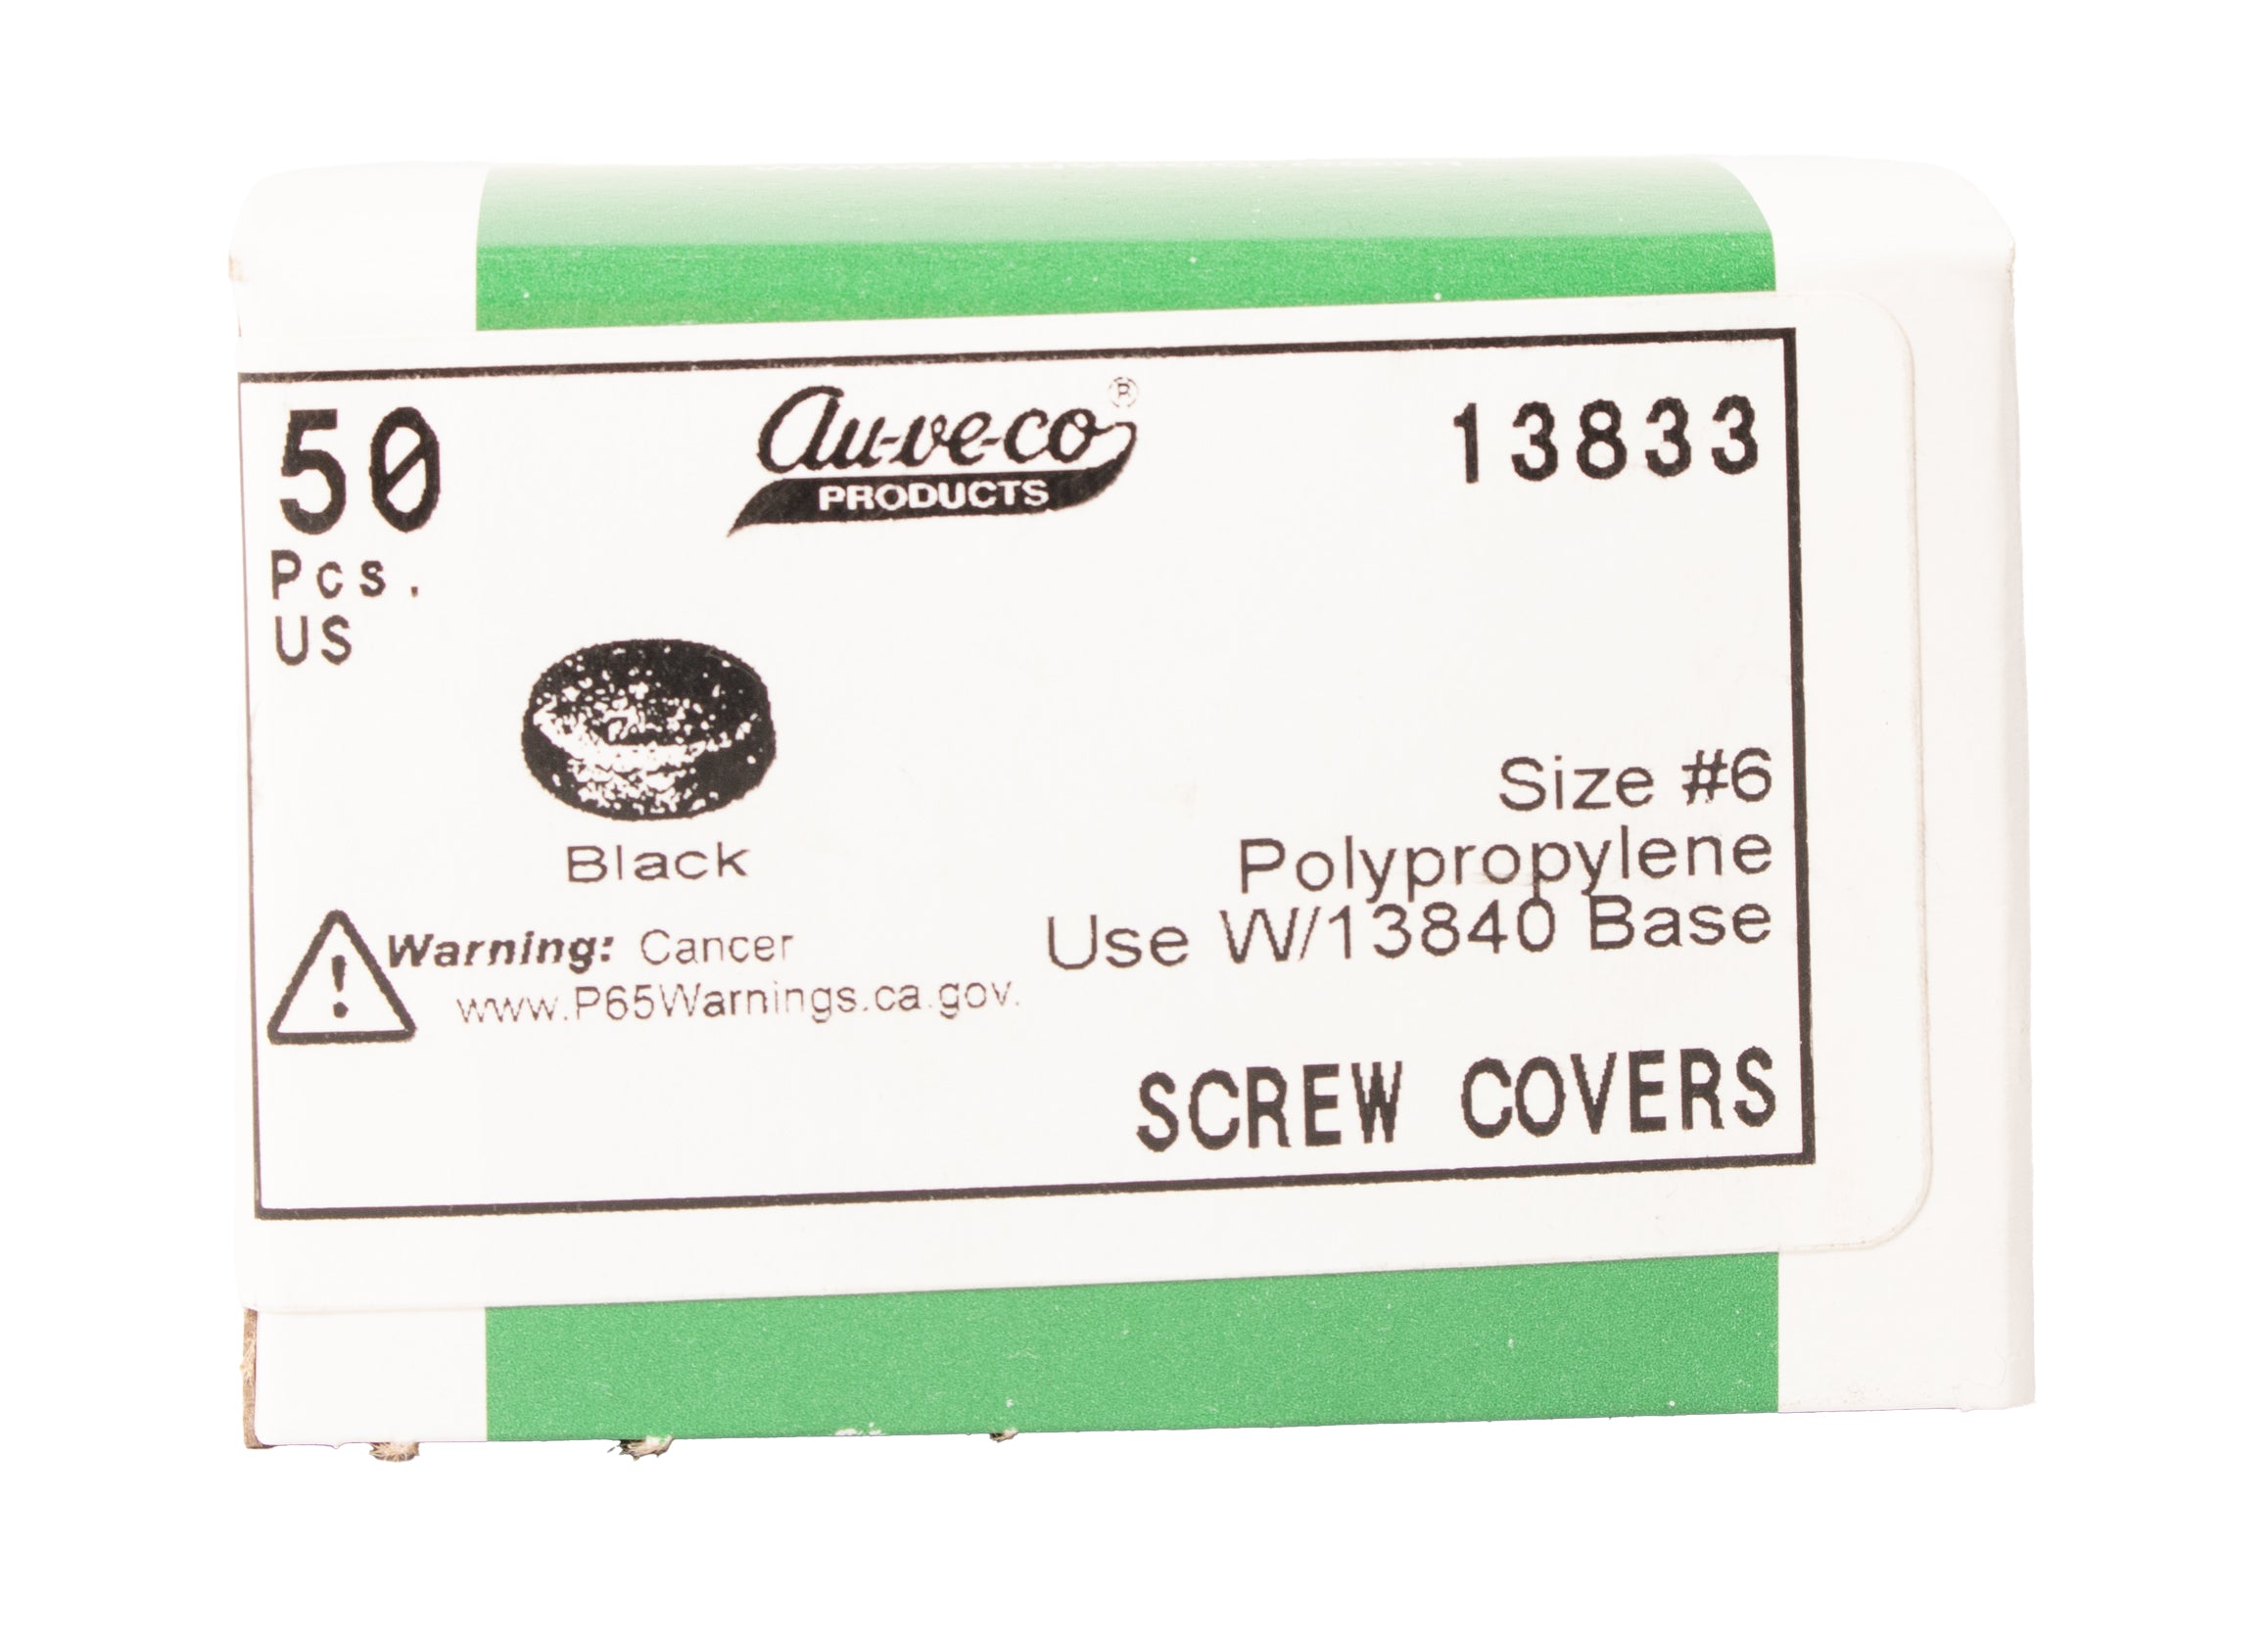 50
Pcs.
US
au-ve-co®
PRODUCTS
13833
Black
Size #6
Polypropylene
Use W/13840 Base
Warning: Cancer
www.P65Warnings.ca.gov.
SCREW COVERS